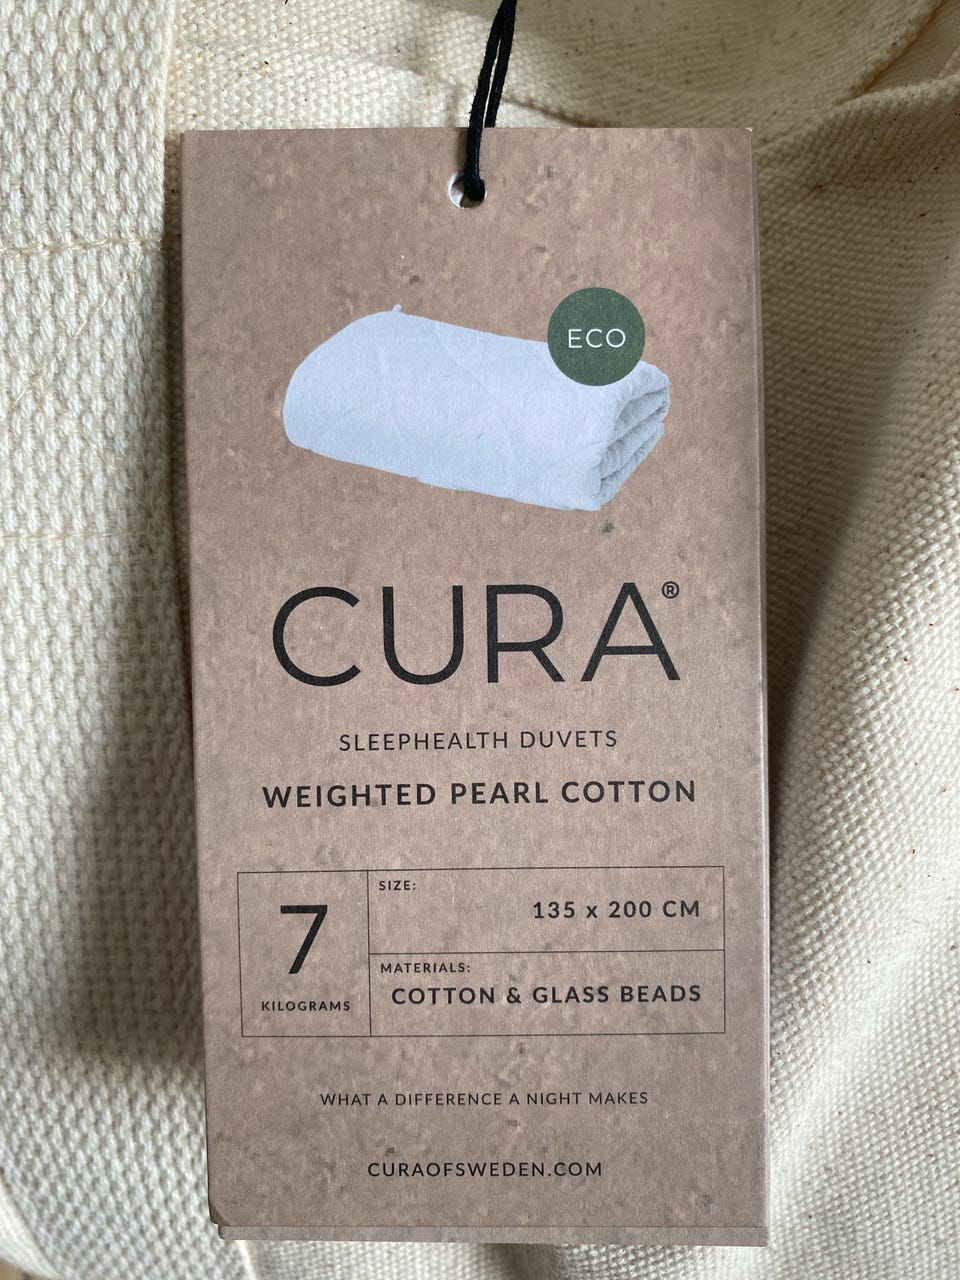 ECO
CURA®
SLEEPHEALTH DUVETS
WEIGHTED PEARL COTTON
7
KILOGRAMS
SIZE:
135 x 200 CM
MATERIALS:
COTTON & GLASS BEADS
WHAT A DIFFERENCE A NIGHT MAKES
CURAOFSWEDEN.COM